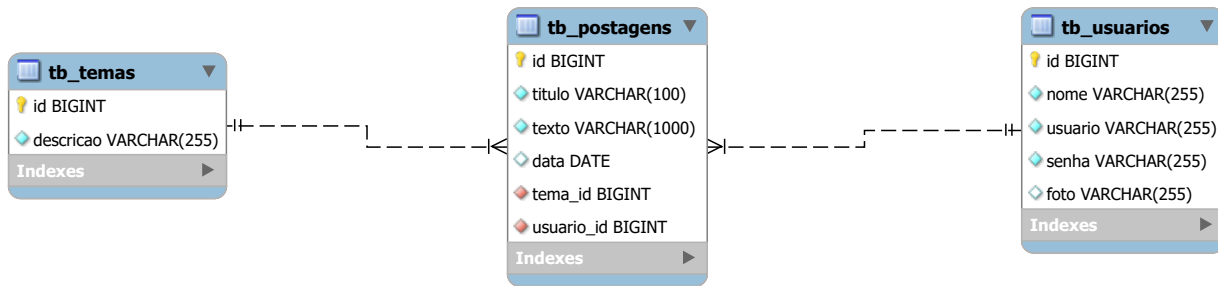 tb_temas
id BIGINT
descricao VARCHAR(255)
Indexes
tb_postagens
id BIGINT
titulo VARCHAR(100)
texto VARCHAR(1000)
data DATE
tema_id BIGINT
usuario_id BIGINT
Indexes
tb_usuarios
id BIGINT
nome VARCHAR(255)
usuario VARCHAR(255)
senha VARCHAR(255)
foto VARCHAR(255)
Indexes